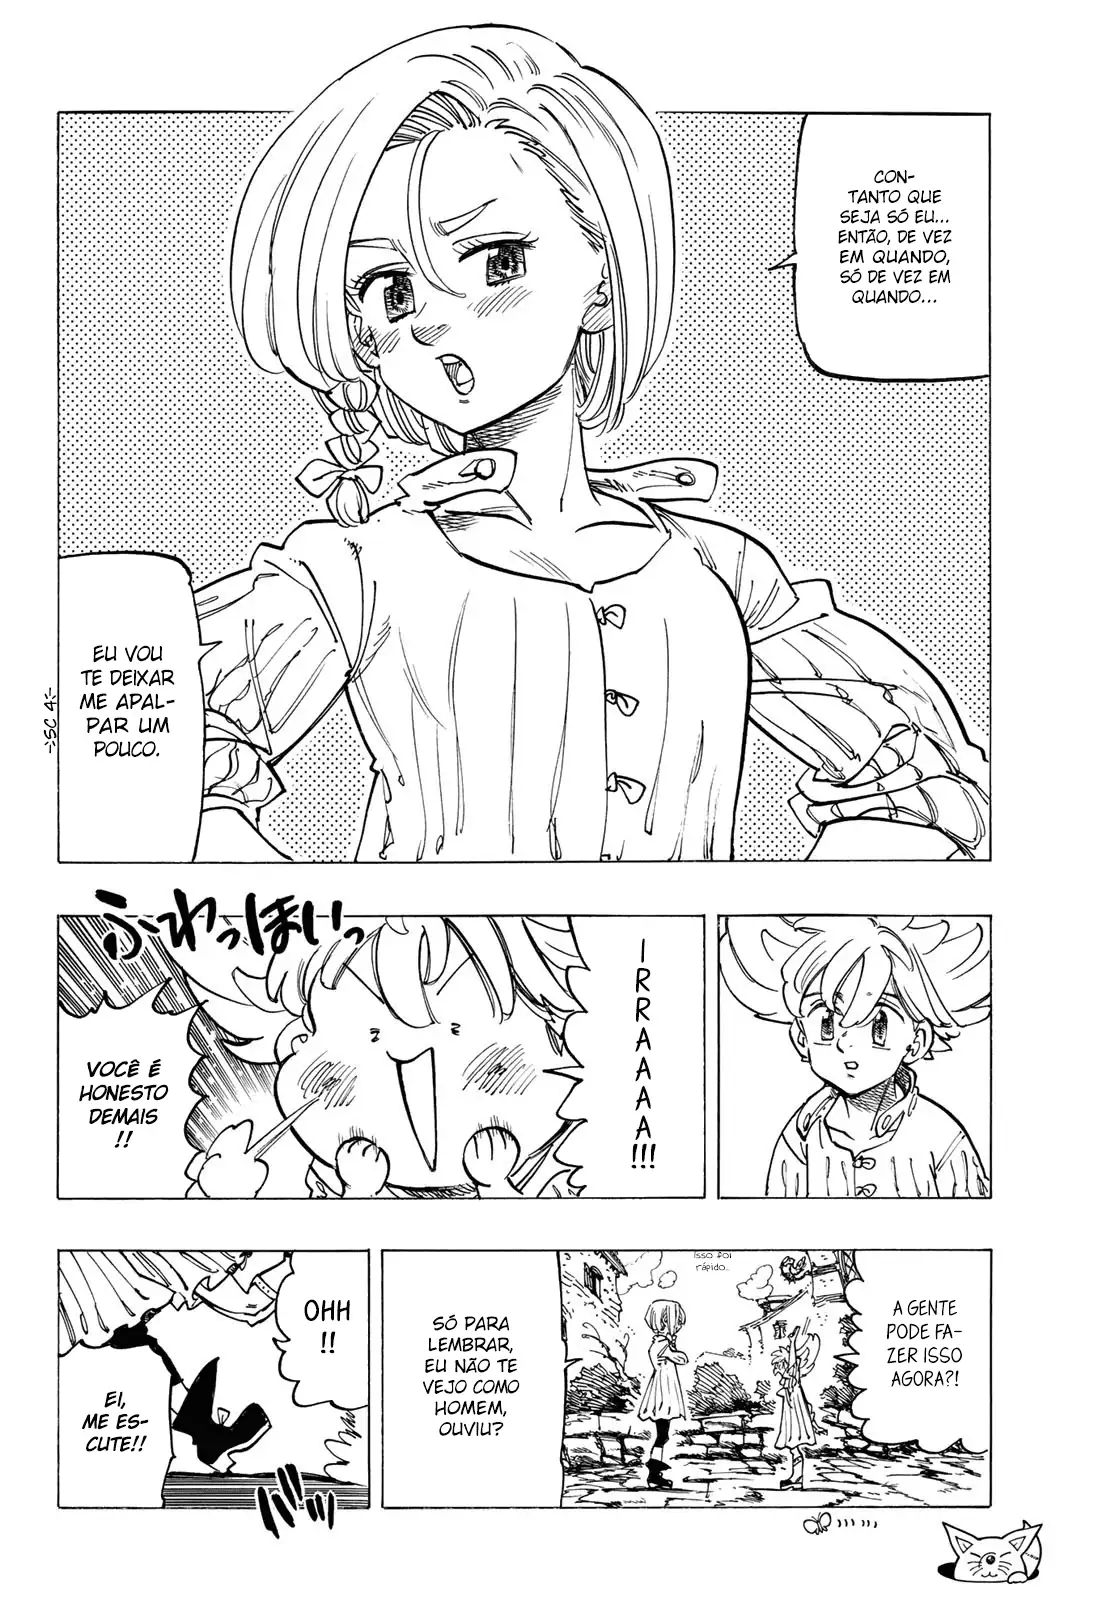 CON-
TANTO QUE
SEJA SÓ EU...
ENTÃO, DE VEZ
EM QUANDO,
SÓ DE VEZ EM
QUANDO...
EU VOU
TE DEIXAR
ME APAL-
PAR UM
POUCO.
SC 4
IRRAAAA!!!
ふわっほいっ
VOCÊ É
HONESTO
DEMAIS
!!
A GENTE
PODE FA-
ZER ISSO
AGORA?!
Isso foi
rápido..
SÓ PARA
LEMBRAR,
EU NÃO TE
VEJO COMO
HOMEM,
OUVIU?
OHH
!!
EI,
ME ES-
CUTE!!
バッ